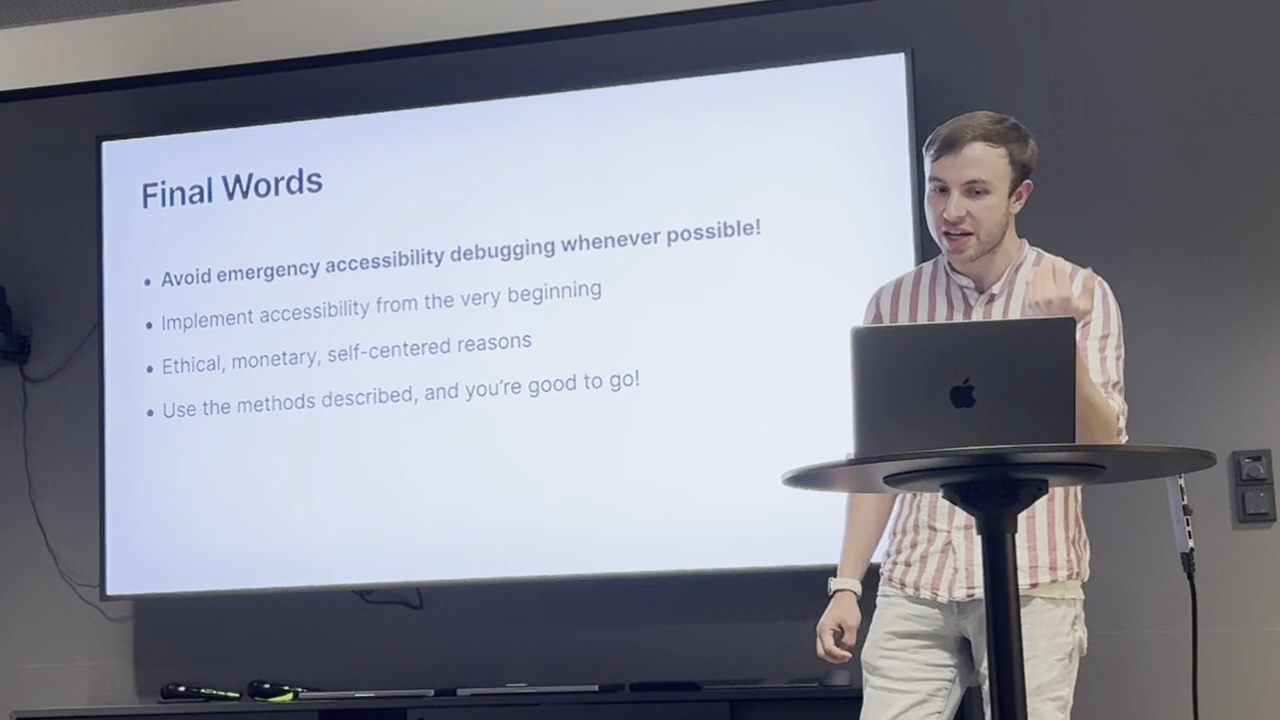 Final Words
• Avoid emergency accessibility debugging whenever possible!
• Implement accessibility from the very beginning
• Ethical, monetary, self-centered reasons
• Use the methods described, and you’re good to go!